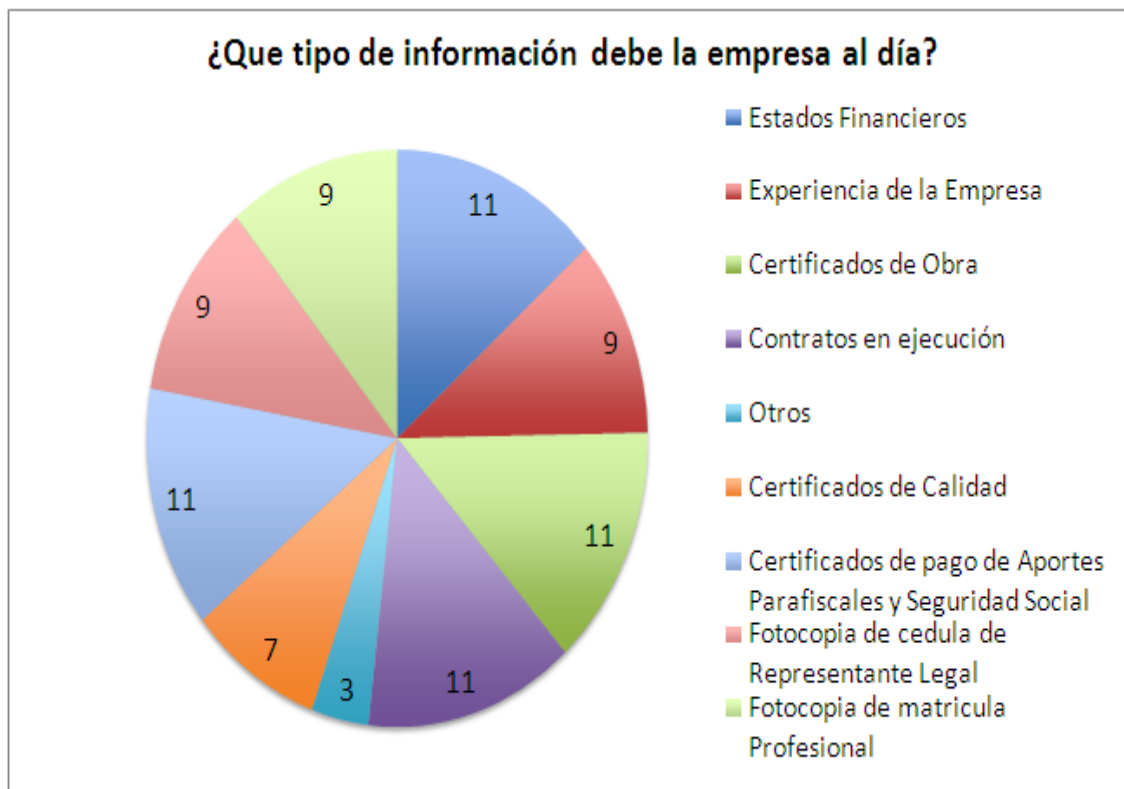 ¿Que tipo de información debe la empresa al día?
Estados Financieros
Experiencia de la Empresa
Certificados de Obra
Contratos en ejecución
Otros
Certificados de Calidad
Certificados de pago de Aportes
Parafiscales y Seguridad Social
Fotocopia de cedula de
Representante Legal
Fotocopia de matricula
Profesional
11
9
11
11
3
7
11
9
9